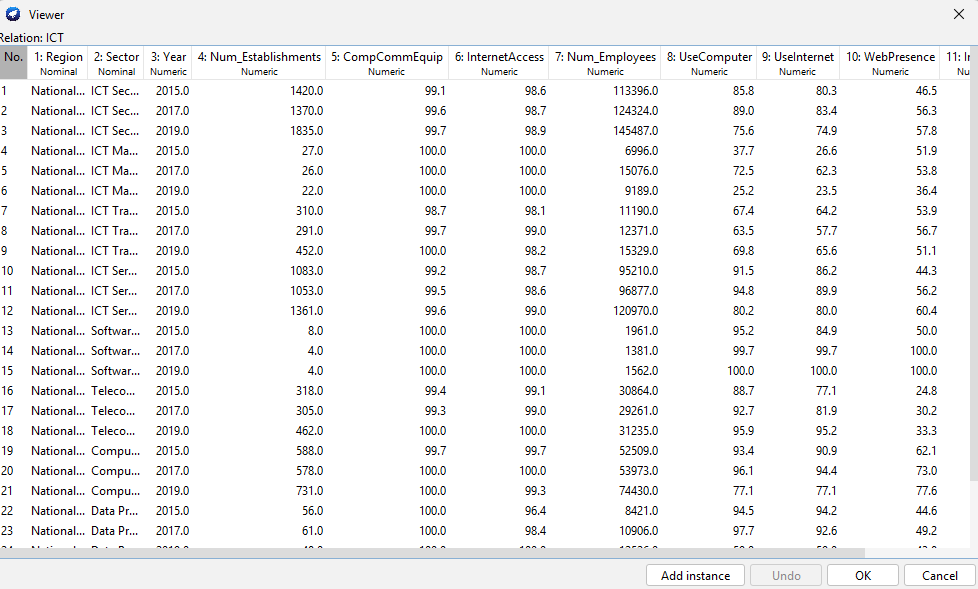 Viewer
Relation: ICT
No. 1: Region 2: Sector 3: Year 4: Num_Establishments 5: CompCommEquip 6: InternetAccess 7: Num_Employees 8: UseComputer 9: UseInternet 10: WebPresence 11: I
Nominal Nominal Numeric Numeric Numeric Numeric Numeric Numeric Numeric Numeric Nu
1 National... ICT Sec... 2015.0 1420.0 99.1 98.6 113396.0 85.8 80.3 46.5
2 National... ICT Sec... 2017.0 1370.0 99.6 98.7 124324.0 89.0 83.4 56.3
3 National... ICT Sec... 2019.0 1835.0 99.7 98.9 145487.0 75.6 74.9 57.8
4 National... ICT Ma... 2015.0 27.0 100.0 100.0 6996.0 37.7 26.6 51.9
5 National... ICT Ma... 2017.0 26.0 100.0 100.0 15076.0 72.5 62.3 53.8
6 National... ICT Ma... 2019.0 22.0 100.0 100.0 9189.0 25.2 23.5 36.4
7 National... ICT Tra... 2015.0 310.0 98.7 98.1 11190.0 67.4 64.2 53.9
8 National... ICT Tra... 2017.0 291.0 99.7 99.0 12371.0 63.5 57.7 56.7
9 National... ICT Tra... 2019.0 452.0 100.0 98.2 15329.0 69.8 65.6 51.1
10 National... ICT Ser... 2015.0 1083.0 99.2 98.7 95210.0 91.5 86.2 44.3
11 National... ICT Ser... 2017.0 1053.0 99.5 98.6 96877.0 94.8 89.9 56.2
12 National... ICT Ser... 2019.0 1361.0 99.6 99.0 120970.0 80.2 80.0 60.4
13 National... Softwar... 2015.0 8.0 100.0 100.0 1961.0 95.2 84.9 50.0
14 National... Softwar... 2017.0 4.0 100.0 100.0 1381.0 99.7 99.7 100.0
15 National... Softwar... 2019.0 4.0 100.0 100.0 1562.0 100.0 100.0 100.0
16 National... Teleco... 2015.0 318.0 99.4 99.1 30864.0 88.7 77.1 24.8
17 National... Teleco... 2017.0 305.0 99.3 99.0 29261.0 92.7 81.9 30.2
18 National... Teleco... 2019.0 462.0 100.0 100.0 31235.0 95.9 95.2 33.3
19 National... Compu... 2015.0 588.0 99.7 99.7 52509.0 93.4 90.9 62.1
20 National... Compu... 2017.0 578.0 100.0 100.0 53973.0 96.1 94.4 73.0
21 National... Compu... 2019.0 731.0 100.0 99.3 74430.0 77.1 77.1 77.6
22 National... Data Pr... 2015.0 56.0 100.0 96.4 8421.0 94.5 94.2 44.6
23 National... Data Pr... 2017.0 61.0 100.0 98.4 10906.0 97.7 92.6 49.2
Add instance Undo OK Cancel